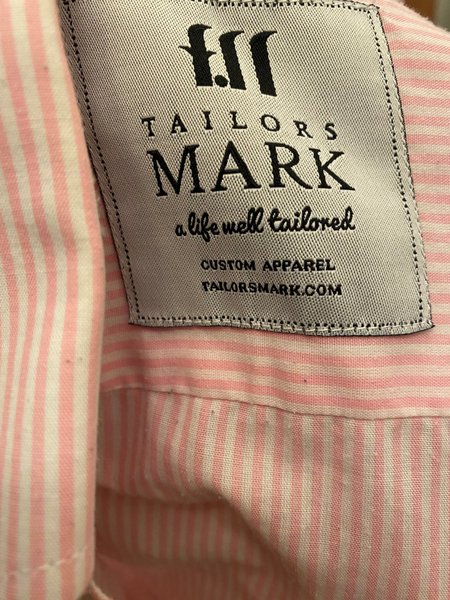 TAILORS
MARK
a life well tailored
CUSTOM APPAREL
TAILORSMARK.COM